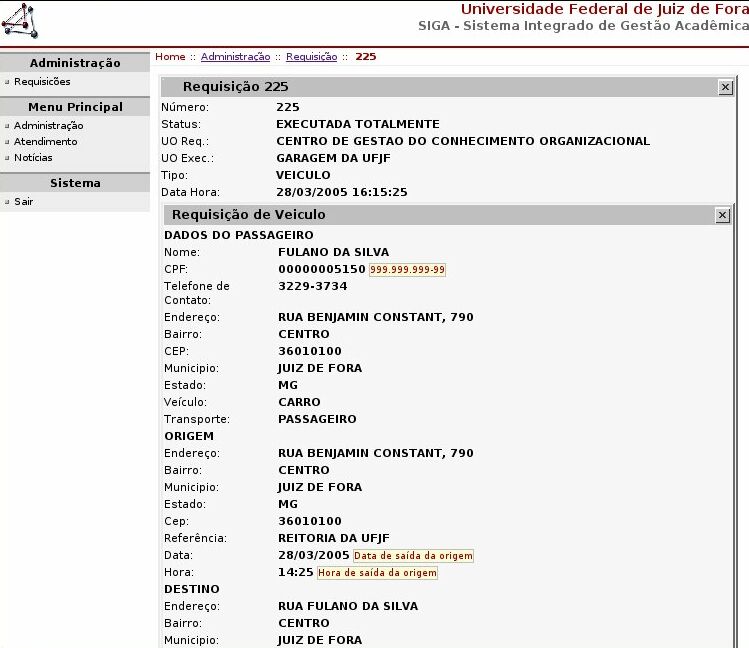 Universidade Federal de Juiz de Fora
SIGA - Sistema Integrado de Gestão Acadêmica
Home :: Administração :: Requisição :: 225
Administração
Requisicões
Menu Principal
Administração
Atendimento
Notícias
Sistema
Sair
Requisição 225
Número: 225
Status: EXECUTADA TOTALMENTE
UO Req.: CENTRO DE GESTAO DO CONHECIMENTO ORGANIZACIONAL
UO Exec.: GARAGEM DA UFJF
Tipo: VEICULO
Data Hora: 28/03/2005 16:15:25
Requisição de Veiculo
DADOS DO PASSAGEIRO
Nome: FULANO DA SILVA
CPF: 00000005150 999.999.999-99
Telefone de
Contato: 3229-3734
Endereço: RUA BENJAMIN CONSTANT, 790
Bairro: CENTRO
CEP: 36010100
Municipio: JUIZ DE FORA
Estado: MG
Veículo: CARRO
Transporte: PASSAGEIRO
ORIGEM
Endereço: RUA BENJAMIN CONSTANT, 790
Bairro: CENTRO
Municipio: JUIZ DE FORA
Estado: MG
Cep: 36010100
Referência: REITORIA DA UFJF
Data: 28/03/2005 Data de saída da origem
Hora: 14:25 Hora de saída da origem
DESTINO
Endereço: RUA FULANO DA SILVA
Bairro: CENTRO
Municipio: JUIZ DE FORA